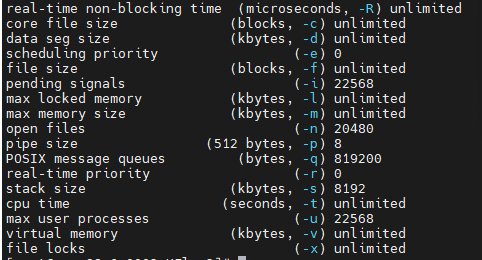 real-time non-blocking time  (microseconds, -R) unlimited
core file size              (blocks, -c) unlimited
data seg size               (kbytes, -d) unlimited
scheduling priority                 (-e) 0
file size                   (blocks, -f) unlimited
pending signals                     (-i) 22568
max locked memory           (kbytes, -l) unlimited
max memory size             (kbytes, -m) unlimited
open files                          (-n) 20480
pipe size                (512 bytes, -p) 8
POSIX message queues         (bytes, -q) 819200
real-time priority                  (-r) 0
stack size                  (kbytes, -s) 8192
cpu time                   (seconds, -t) unlimited
max user processes                  (-u) 22568
virtual memory              (kbytes, -v) unlimited
file locks                          (-x) unlimited